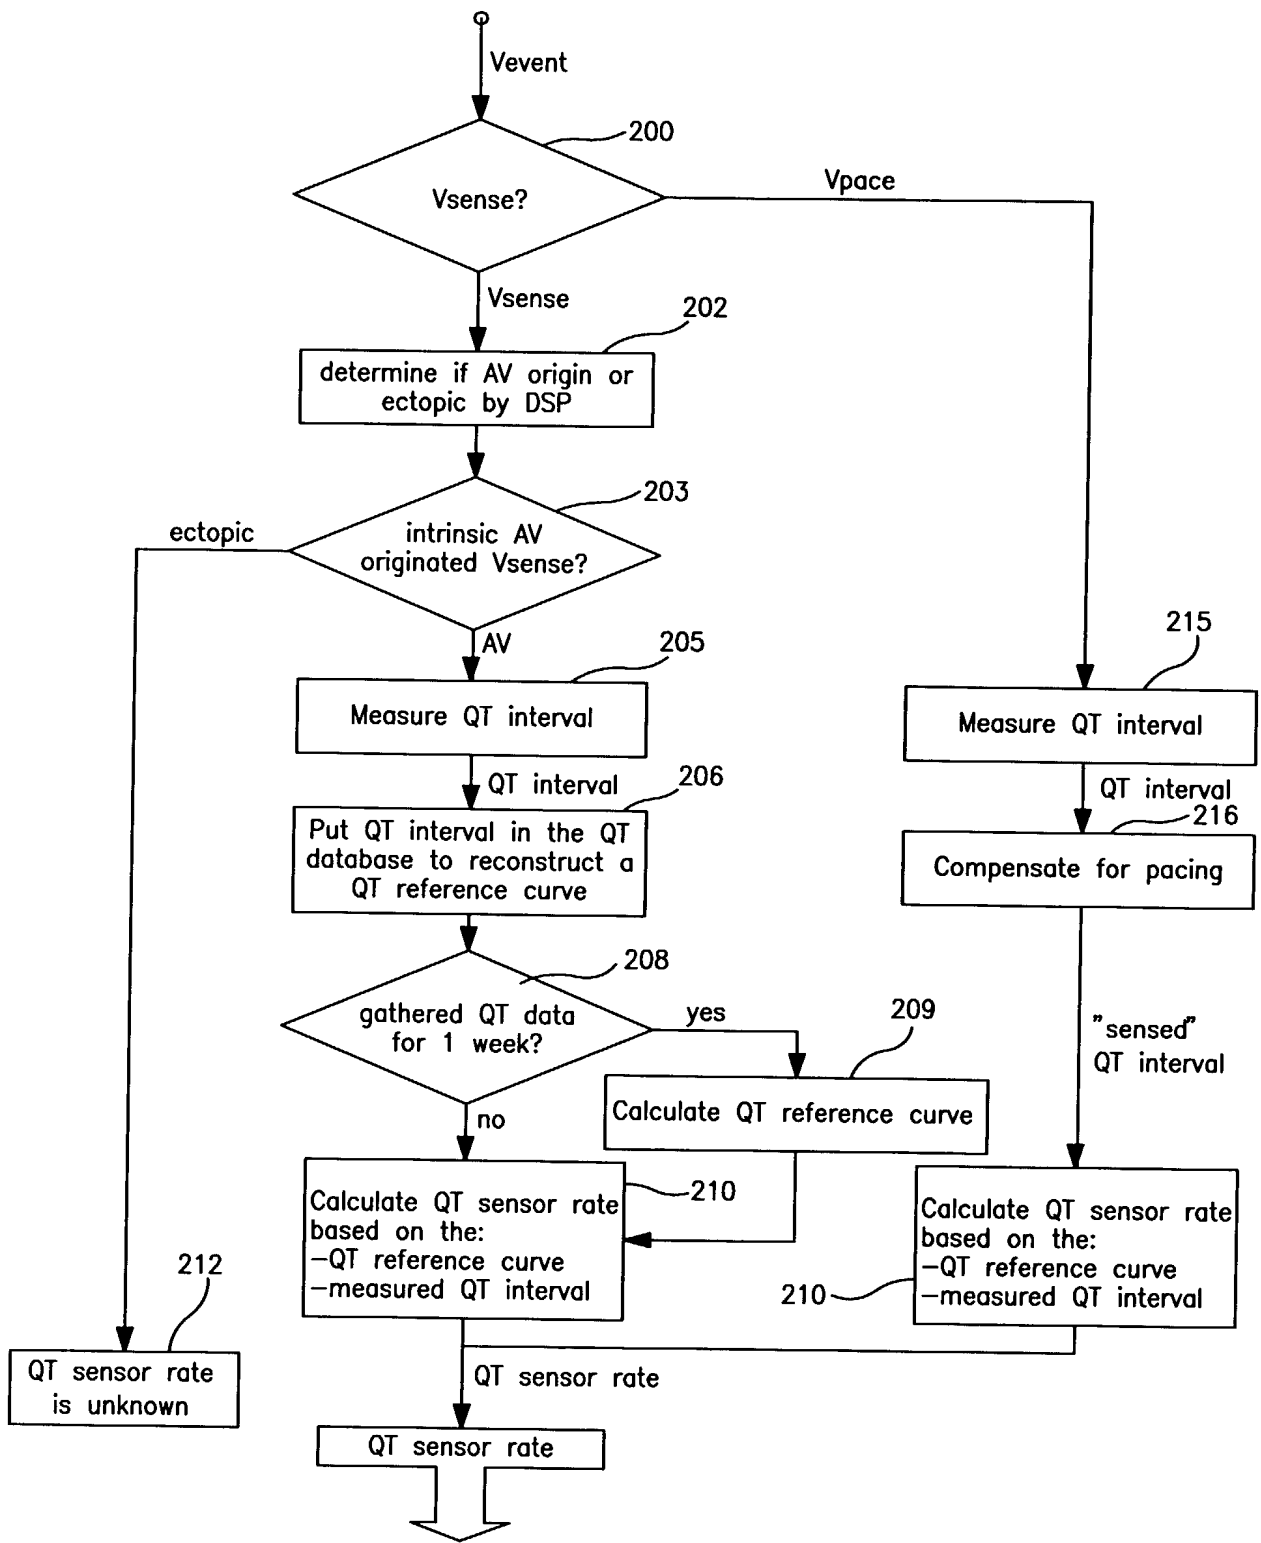 Vevent
200
Vsense?
Vpace
Vsense
202
determine if AV origin or
ectopic by DSP
203
ectopic
intrinsic AV
originated Vsense?
AV
205
215
Measure QT interval
Measure QT interval
QT interval
206
QT interval
216
Put QT interval in the QT
database to reconstruct a
QT reference curve
Compensate for pacing
208
gathered QT data
for 1 week?
yes
209
"sensed"
QT interval
Calculate QT reference curve
no
210
Calculate QT sensor rate
based on the:
-QT reference curve
-measured QT interval
Calculate QT sensor rate
based on the:
-QT reference curve
-measured QT interval
210
212
QT sensor rate
is unknown
QT sensor rate
QT sensor rate